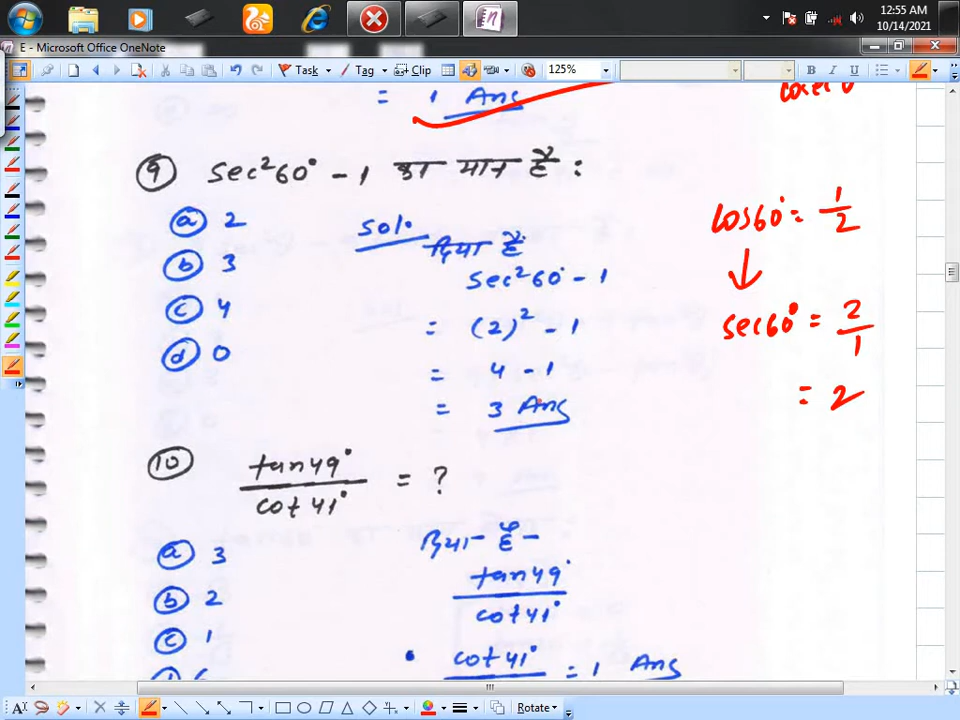 12:55 AM
10/14/2021
E - Microsoft Office OneNote
Task Tag Clip 125% B I U
= 1 Ans
cosec θ
9 sec²60° - 1 का मान है :
a 2
b 3
c 4
d 0
Sol.
दिया है
sec²60° - 1
= (2)² - 1
= 4 - 1
= 3 Ans
cos60° = 1/2
↓
sec60° = 2/1
= 2
10 tan49°/cot41° = ?
a 3
b 2
c 1
दिया है -
tan49°/cot41°
cot41° = 1 Ans
Rotate